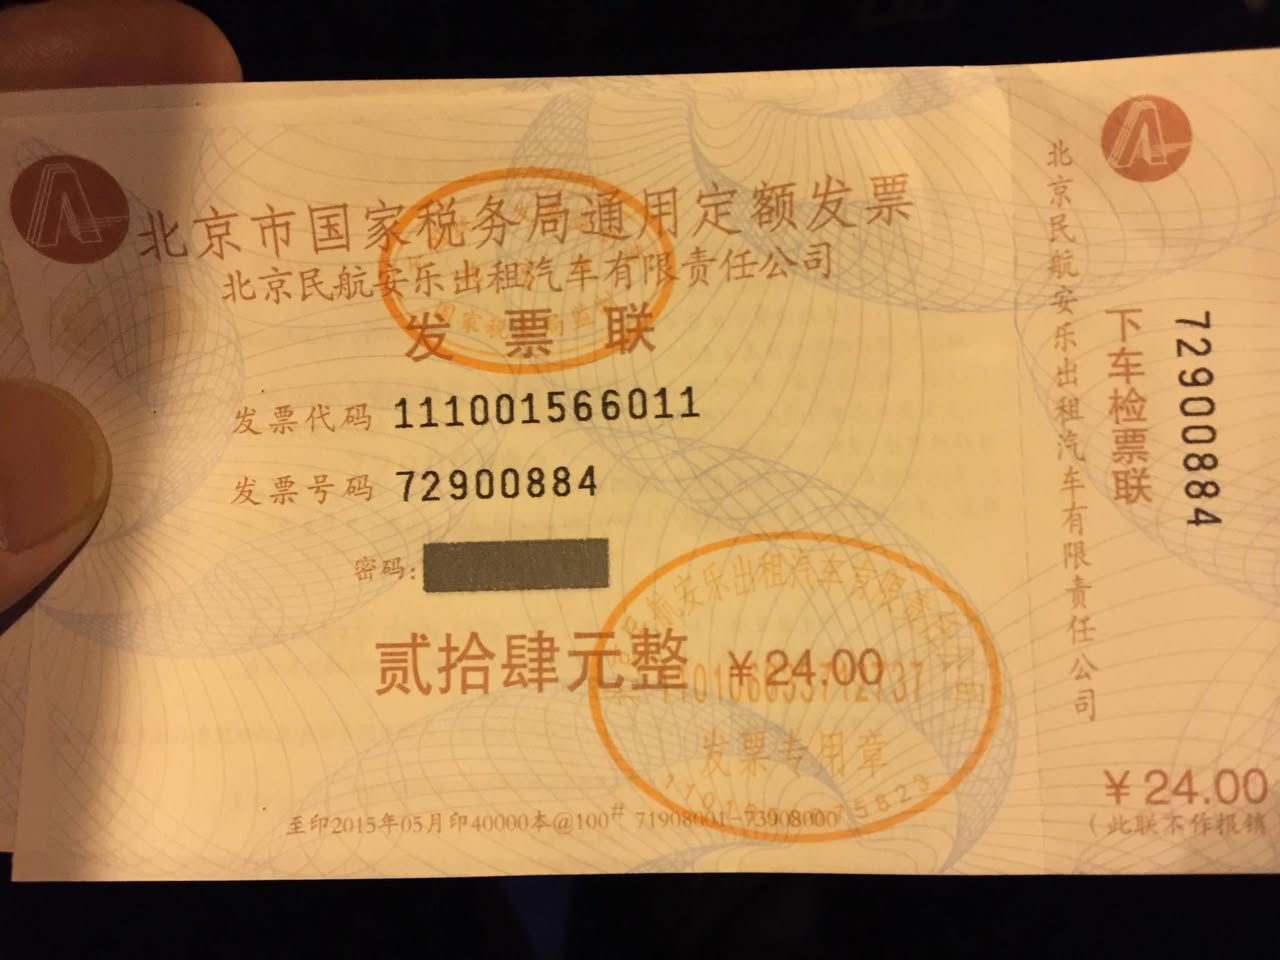 北京市国家税务局通用定额发票
北京民航安乐出租汽车有限责任公司
发票联
发票代码 111001566011
发票号码 72900884
密码:
贰拾肆元整 ￥24.00
发票专用章
至印2015年05月印40000本@100# 71908001-73908000
北京民航安乐出租汽车有限责任公司
下车检票联
72900884
￥24.00
(此联不作报销